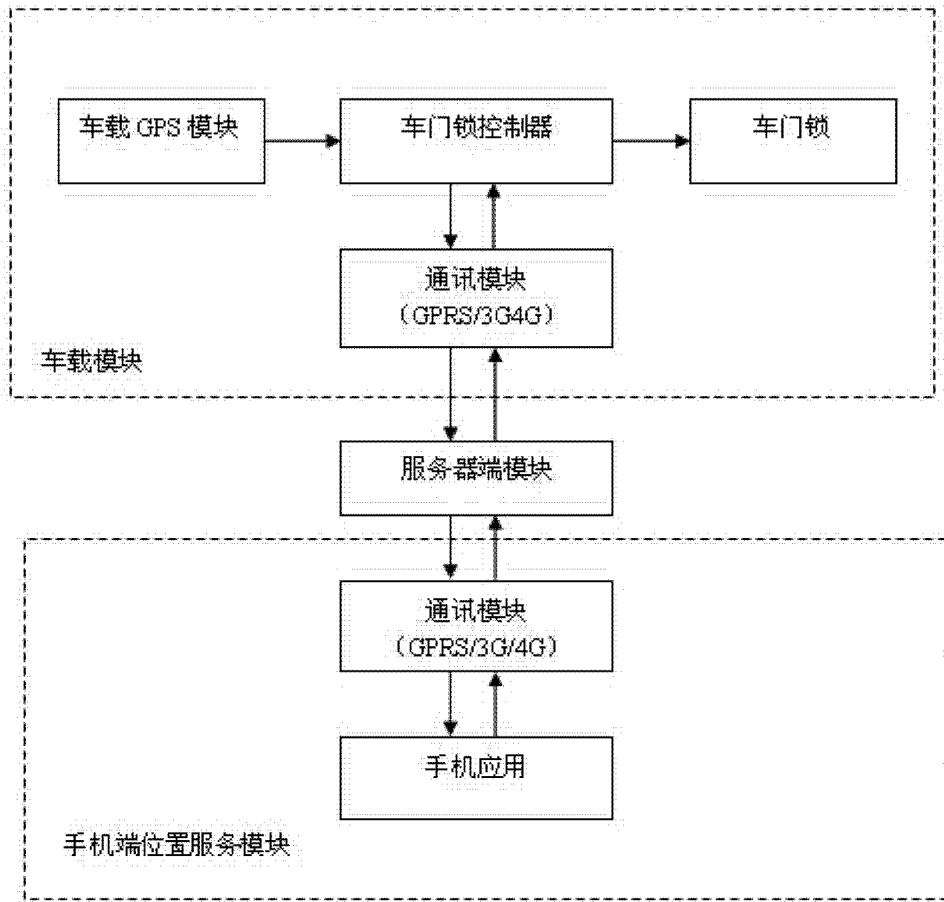 车载 GPS 模块
车门锁控制器
车门锁
通讯模块
（GPRS/3G4G）
车载模块
服务器端模块
通讯模块
（GPRS/3G/4G）
手机应用
手机端位置服务模块